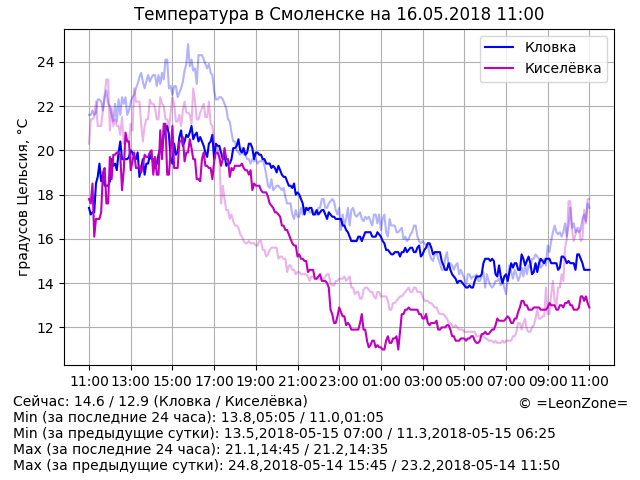 Температура в Смоленске на 16.05.2018 11:00
градусов Цельсия, °C
24
22
20
18
16
14
12
Кловка
Киселёвка
11:00 13:00 15:00 17:00 19:00 21:00 23:00 01:00 03:00 05:00 07:00 09:00 11:00
Сейчас: 14.6 / 12.9 (Кловка / Киселёвка)
© =LeonZone=
Min (за последние 24 часа): 13.8,05:05 / 11.0,01:05
Min (за предыдущие сутки): 13.5,2018-05-15 07:00 / 11.3,2018-05-15 06:25
Max (за последние 24 часа): 21.1,14:45 / 21.2,14:35
Max (за предыдущие сутки): 24.8,2018-05-14 15:45 / 23.2,2018-05-14 11:50